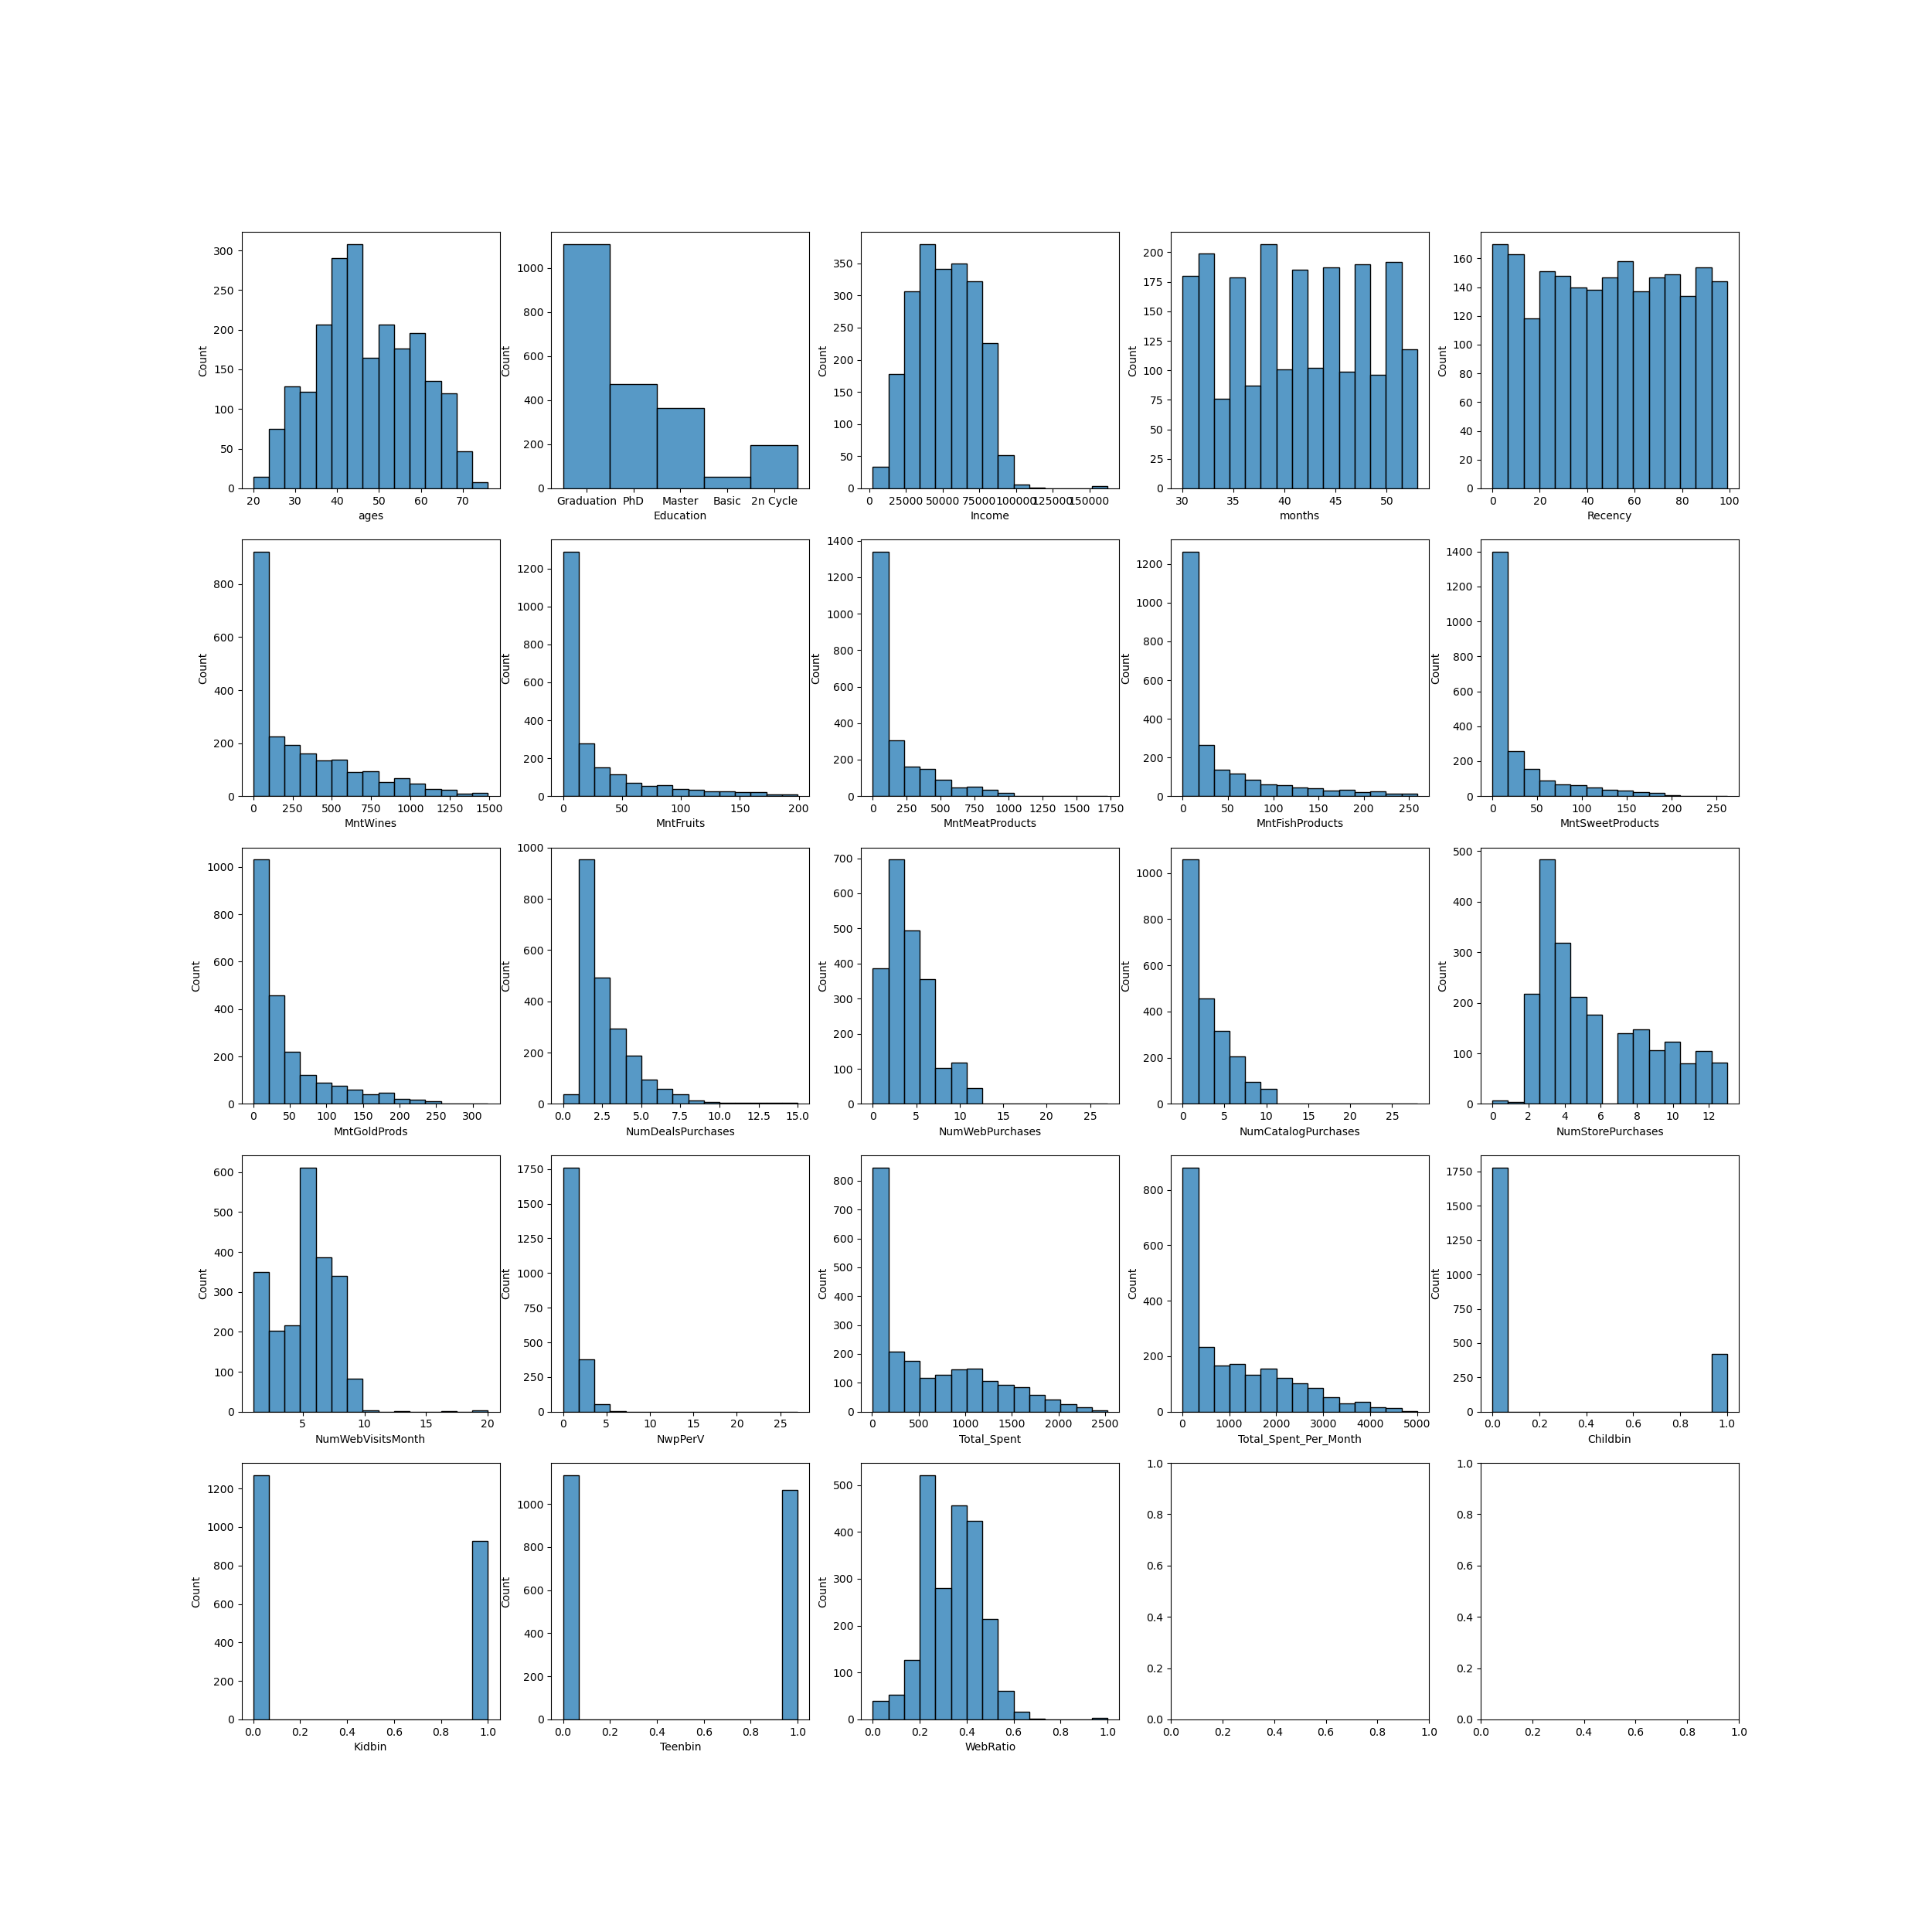 300
250
200
150
100
50
0
Count
20 30 40 50 60 70
ages
1000
800
600
400
200
0
Count
Graduation PhD Master Basic 2n Cycle
Education
350
300
250
200
150
100
50
0
Count
0 25000 50000 75000 100000 125000 150000
Income
200
175
150
125
100
75
50
25
0
Count
30 35 40 45 50
months
160
140
120
100
80
60
40
20
0
Count
0 20 40 60 80 100
Recency
800
600
400
200
0
Count
0 250 500 750 1000 1250 1500
MntWines
1200
1000
800
600
400
200
0
Count
0 50 100 150 200
MntFruits
1400
1200
1000
800
600
400
200
0
Count
0 250 500 750 1000 1250 1500 1750
MntMeatProducts
1200
1000
800
600
400
200
0
Count
0 50 100 150 200 250
MntFishProducts
1400
1200
1000
800
600
400
200
0
Count
0 50 100 150 200 250
MntSweetProducts
1000
800
600
400
200
0
Count
0 50 100 150 200 250 300
MntGoldProds
1000
800
600
400
200
0
Count
0.0 2.5 5.0 7.5 10.0 12.5 15.0
NumDealsPurchases
700
600
500
400
300
200
100
0
Count
0 5 10 15 20 25
NumWebPurchases
1000
800
600
400
200
0
Count
0 5 10 15 20 25
NumCatalogPurchases
500
400
300
200
100
0
Count
0 2 4 6 8 10 12
NumStorePurchases
600
500
400
300
200
100
0
Count
5 10 15 20
NumWebVisitsMonth
1750
1500
1250
1000
750
500
250
0
Count
0 5 10 15 20 25
NwpPerV
800
700
600
500
400
300
200
100
0
Count
0 500 1000 1500 2000 2500
Total_Spent
800
600
400
200
0
Count
0 1000 2000 3000 4000 5000
Total_Spent_Per_Month
1750
1500
1250
1000
750
500
250
0
Count
0.0 0.2 0.4 0.6 0.8 1.0
Childbin
1200
1000
800
600
400
200
0
Count
0.0 0.2 0.4 0.6 0.8 1.0
Kidbin
1000
800
600
400
200
0
Count
0.0 0.2 0.4 0.6 0.8 1.0
Teenbin
500
400
300
200
100
0
Count
0.0 0.2 0.4 0.6 0.8 1.0
WebRatio
1.0
0.8
0.6
0.4
0.2
0.0
0.0 0.2 0.4 0.6 0.8 1.0
1.0
0.8
0.6
0.4
0.2
0.0
0.0 0.2 0.4 0.6 0.8 1.0